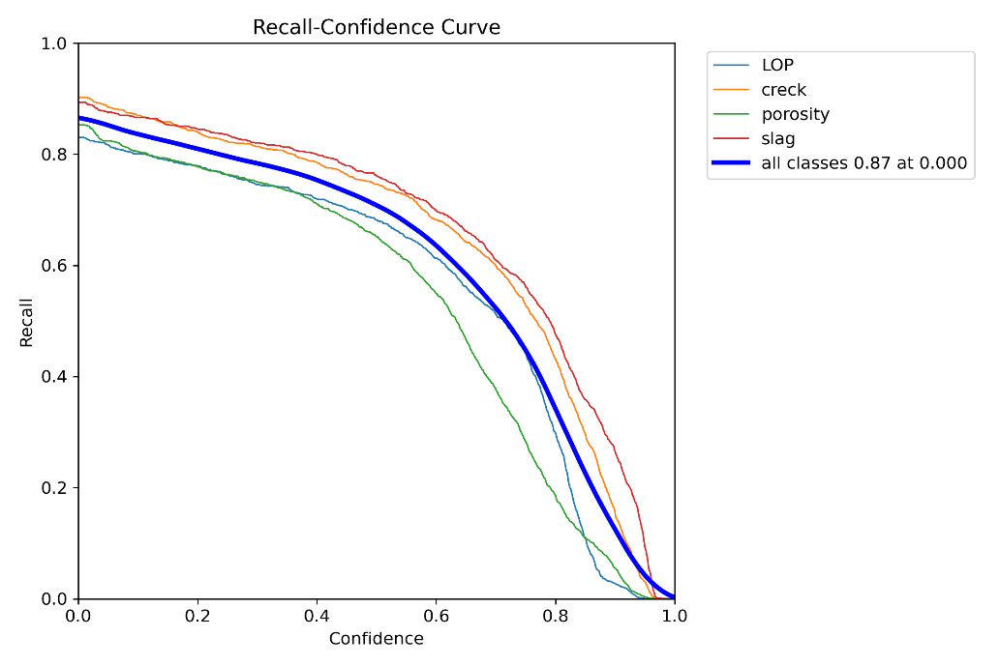 Recall-Confidence Curve
1.0
0.8
0.6
0.4
0.2
0.0
Recall
0.0 0.2 0.4 0.6 0.8 1.0
Confidence
LOP
creck
porosity
slag
all classes 0.87 at 0.000